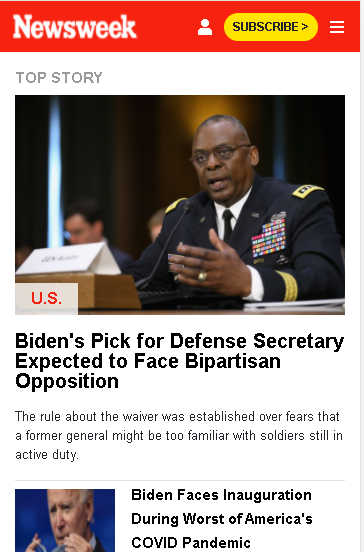 Newsweek
SUBSCRIBE >
TOP STORY
GEN Austin
U.S.
Biden's Pick for Defense Secretary
Expected to Face Bipartisan
Opposition
The rule about the waiver was established over fears that
a former general might be too familiar with soldiers still in
active duty.
Biden Faces Inauguration
During Worst of America's
COVID Pandemic